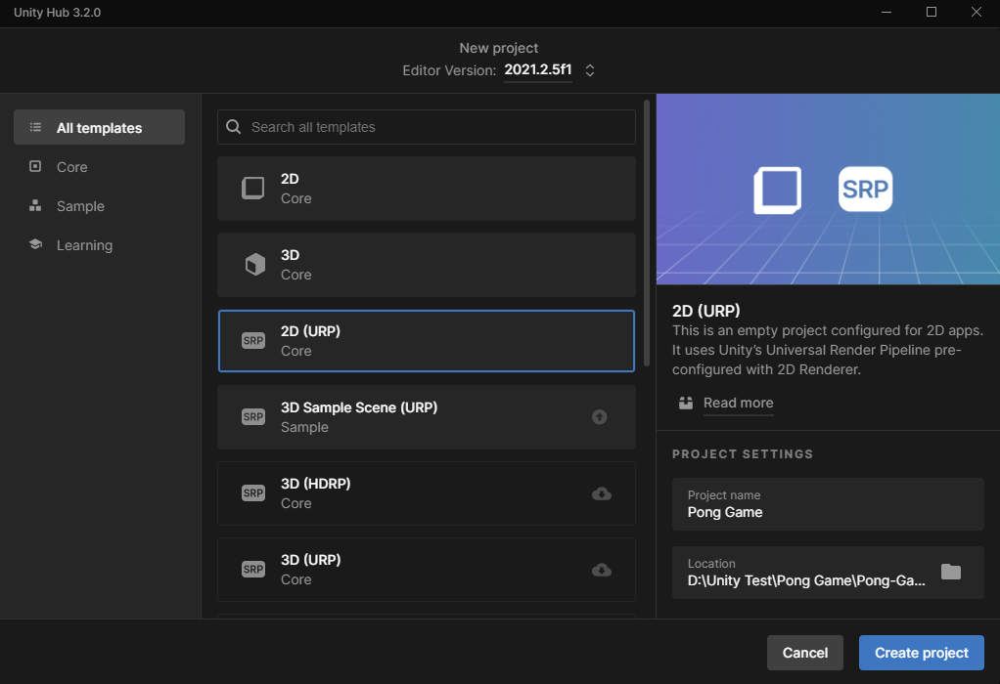 Unity Hub 3.2.0
New project
Editor Version: 2021.2.5f1
All templates
Core
Sample
Learning
Search all templates
2D
Core
3D
Core
SRP
2D (URP)
Core
SRP
3D Sample Scene (URP)
Sample
SRP
3D (HDRP)
Core
SRP
3D (URP)
Core
SRP
2D (URP)
This is an empty project configured for 2D apps.
It uses Unity’s Universal Render Pipeline pre-
configured with 2D Renderer.
Read more
PROJECT SETTINGS
Project name
Pong Game
Location
D:\Unity Test\Pong Game\Pong-Ga...
Cancel
Create project